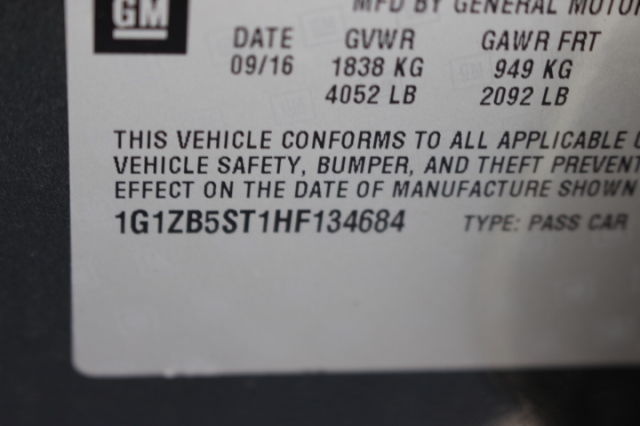 GM
MFD BY GENERAL MOTOR
DATE GVWR GAWR FRT
09/16 1838 KG 949 KG
4052 LB 2092 LB
THIS VEHICLE CONFORMS TO ALL APPLICABLE
VEHICLE SAFETY, BUMPER, AND THEFT PREVENT
EFFECT ON THE DATE OF MANUFACTURE SHOWN
1G1ZB5ST1HF134684 TYPE: PASS CAR